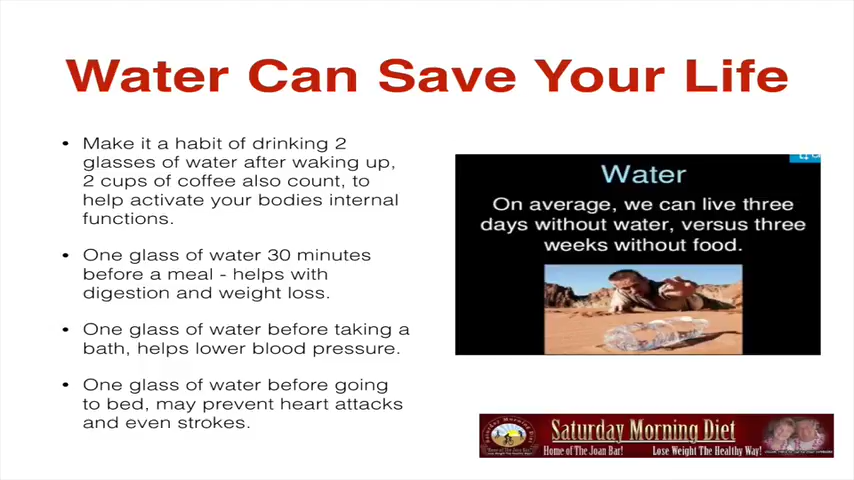 Water Can Save Your Life
• Make it a habit of drinking 2
glasses of water after waking up,
2 cups of coffee also count, to
help activate your bodies internal
functions.
• One glass of water 30 minutes
before a meal - helps with
digestion and weight loss.
• One glass of water before taking a
bath, helps lower blood pressure.
• One glass of water before going
to bed, may prevent heart attacks
and even strokes.
Water
On average, we can live three
days without water, versus three
weeks without food.
Saturday Morning Diet
Home of The Joan Bar! Lose Weight The Healthy Way!